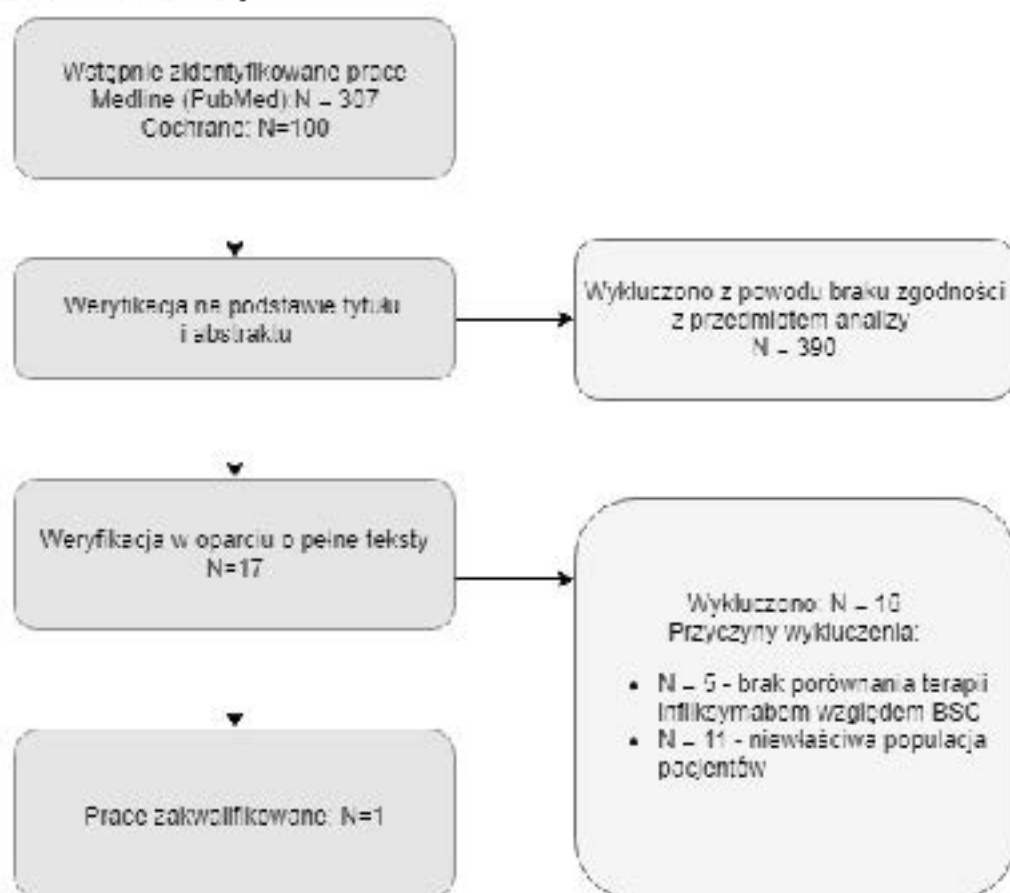 Wstępnie zidentyfikowane prace
Medline (PubMed): N = 307
Cochrane: N=100
Weryfikacja na podstawie tytułu
i abstraktu
Wykluczono z powodu braku zgodności
z przedmiotem analizy
N = 390
Weryfikacja w oparciu o pełne teksty
N=17
Wykluczono: N = 16
Przyczyny wykluczenia:
• N = 5 - brak porównania terapii
infliksymabem względem BSC
• N = 11 - niewłaściwa populacja
pacjentów
Prace zakwalifikowane: N=1